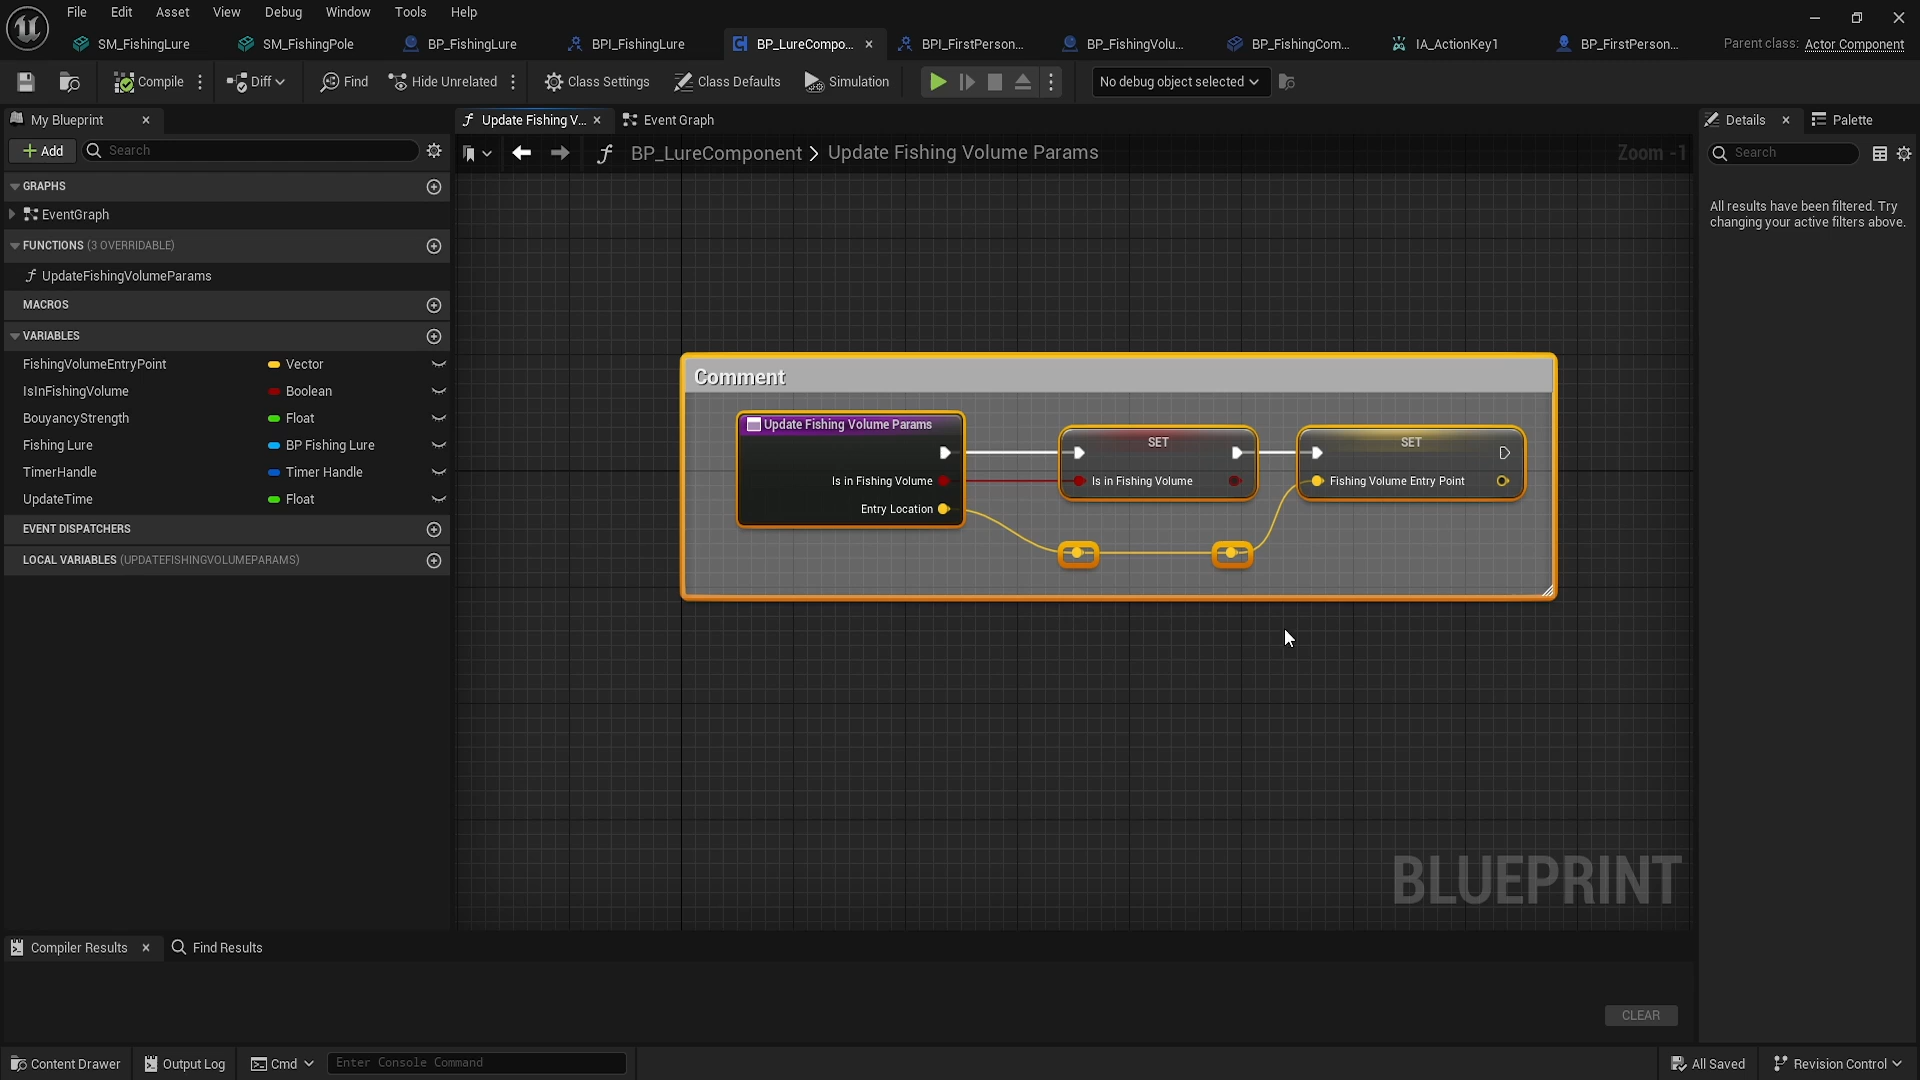 File Edit Asset View Fishing Debug Window Tools Help
SM_FishingLure SM_FishingPole BP_FishingLure BPI_FishingLure BP_LureCompo... BPI_FirstPerson... BP_FishingVolu... BP_FishingCom... IA_ActionKey1 BP_FirstPerson... Parent class: Actor Component
Compile Diff Find Hide Unrelated Class Settings Class Defaults Simulation No debug object selected
My Blueprint
Update Fishing V... Event Graph
Details Palette
Add Search
BP_LureComponent > Update Fishing Volume Params
Zoom -1
Search
GRAPHS
EventGraph
FUNCTIONS (3 OVERRIDABLE)
UpdateFishingVolumeParams
MACROS
VARIABLES
FishingVolumeEntryPoint Vector
IsInFishingVolume Boolean
BouyancyStrength Float
Fishing Lure BP Fishing Lure
TimerHandle Timer Handle
UpdateTime Float
EVENT DISPATCHERS
LOCAL VARIABLES (UPDATEFISHINGVOLUMEPARAMS)
Comment
Update Fishing Volume Params
Is in Fishing Volume
Entry Location
SET
Is in Fishing Volume
SET
Fishing Volume Entry Point
BLUEPRINT
All results have been filtered. Try
changing your active filters above.
Compiler Results Find Results
CLEAR
Content Drawer Output Log Cmd Enter Console Command All Saved Revision Control